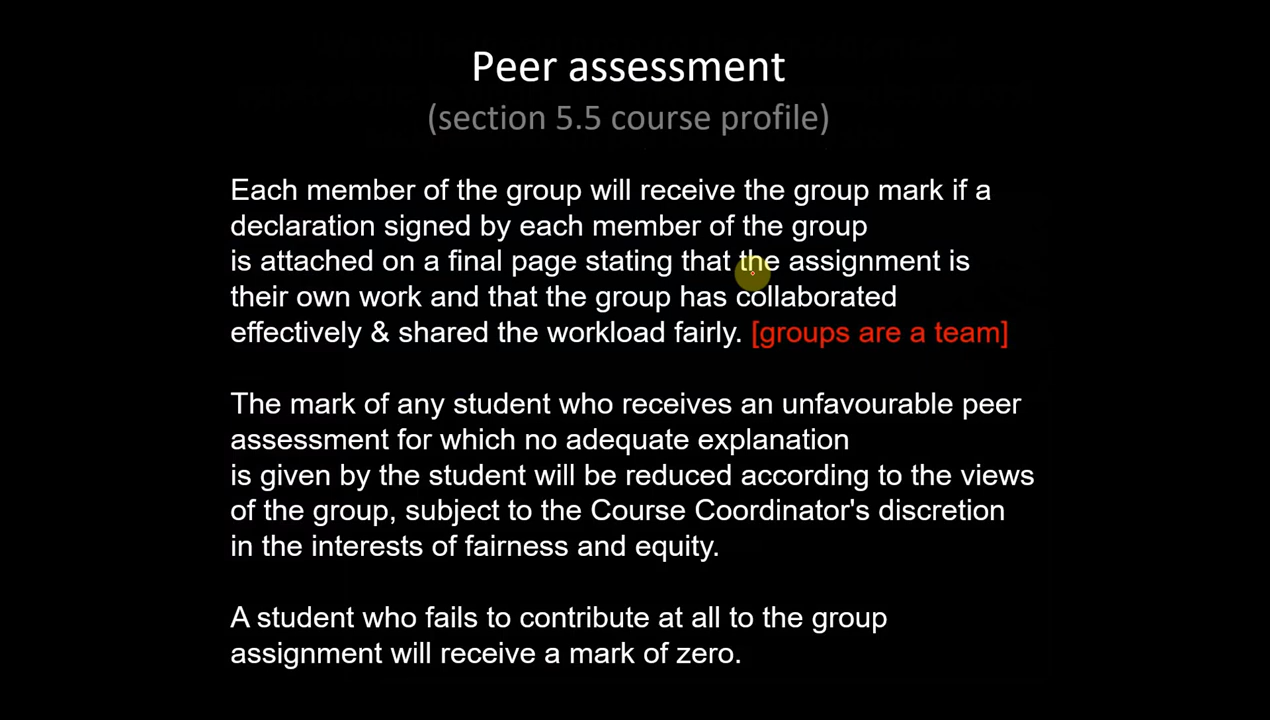 Peer assessment
(section 5.5 course profile)
Each member of the group will receive the group mark if a
declaration signed by each member of the group
is attached on a final page stating that the assignment is
their own work and that the group has collaborated
effectively & shared the workload fairly. [groups are a team]
The mark of any student who receives an unfavourable peer
assessment for which no adequate explanation
is given by the student will be reduced according to the views
of the group, subject to the Course Coordinator's discretion
in the interests of fairness and equity.
A student who fails to contribute at all to the group
assignment will receive a mark of zero.